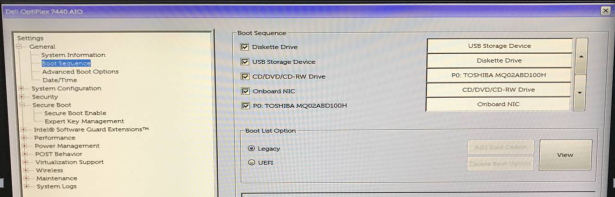 Dell OptiPlex 7440 AIO
Settings
General
System Information
Boot Sequence
Advanced Boot Options
Date/Time
System Configuration
Security
Secure Boot
Secure Boot Enable
Expert Key Management
Intel® Software Guard Extensions™
Performance
Power Management
POST Behavior
Virtualization Support
Wireless
Maintenance
System Logs
Boot Sequence
Diskette Drive
USB Storage Device
CD/DVD/CD-RW Drive
Onboard NIC
P0: TOSHIBA MQ02ABD100H
USB Storage Device
Diskette Drive
P0: TOSHIBA MQ02ABD100H
CD/DVD/CD-RW Drive
Onboard NIC
Boot List Option
Legacy
UEFI
Add Boot Option
Delete Boot Option
View